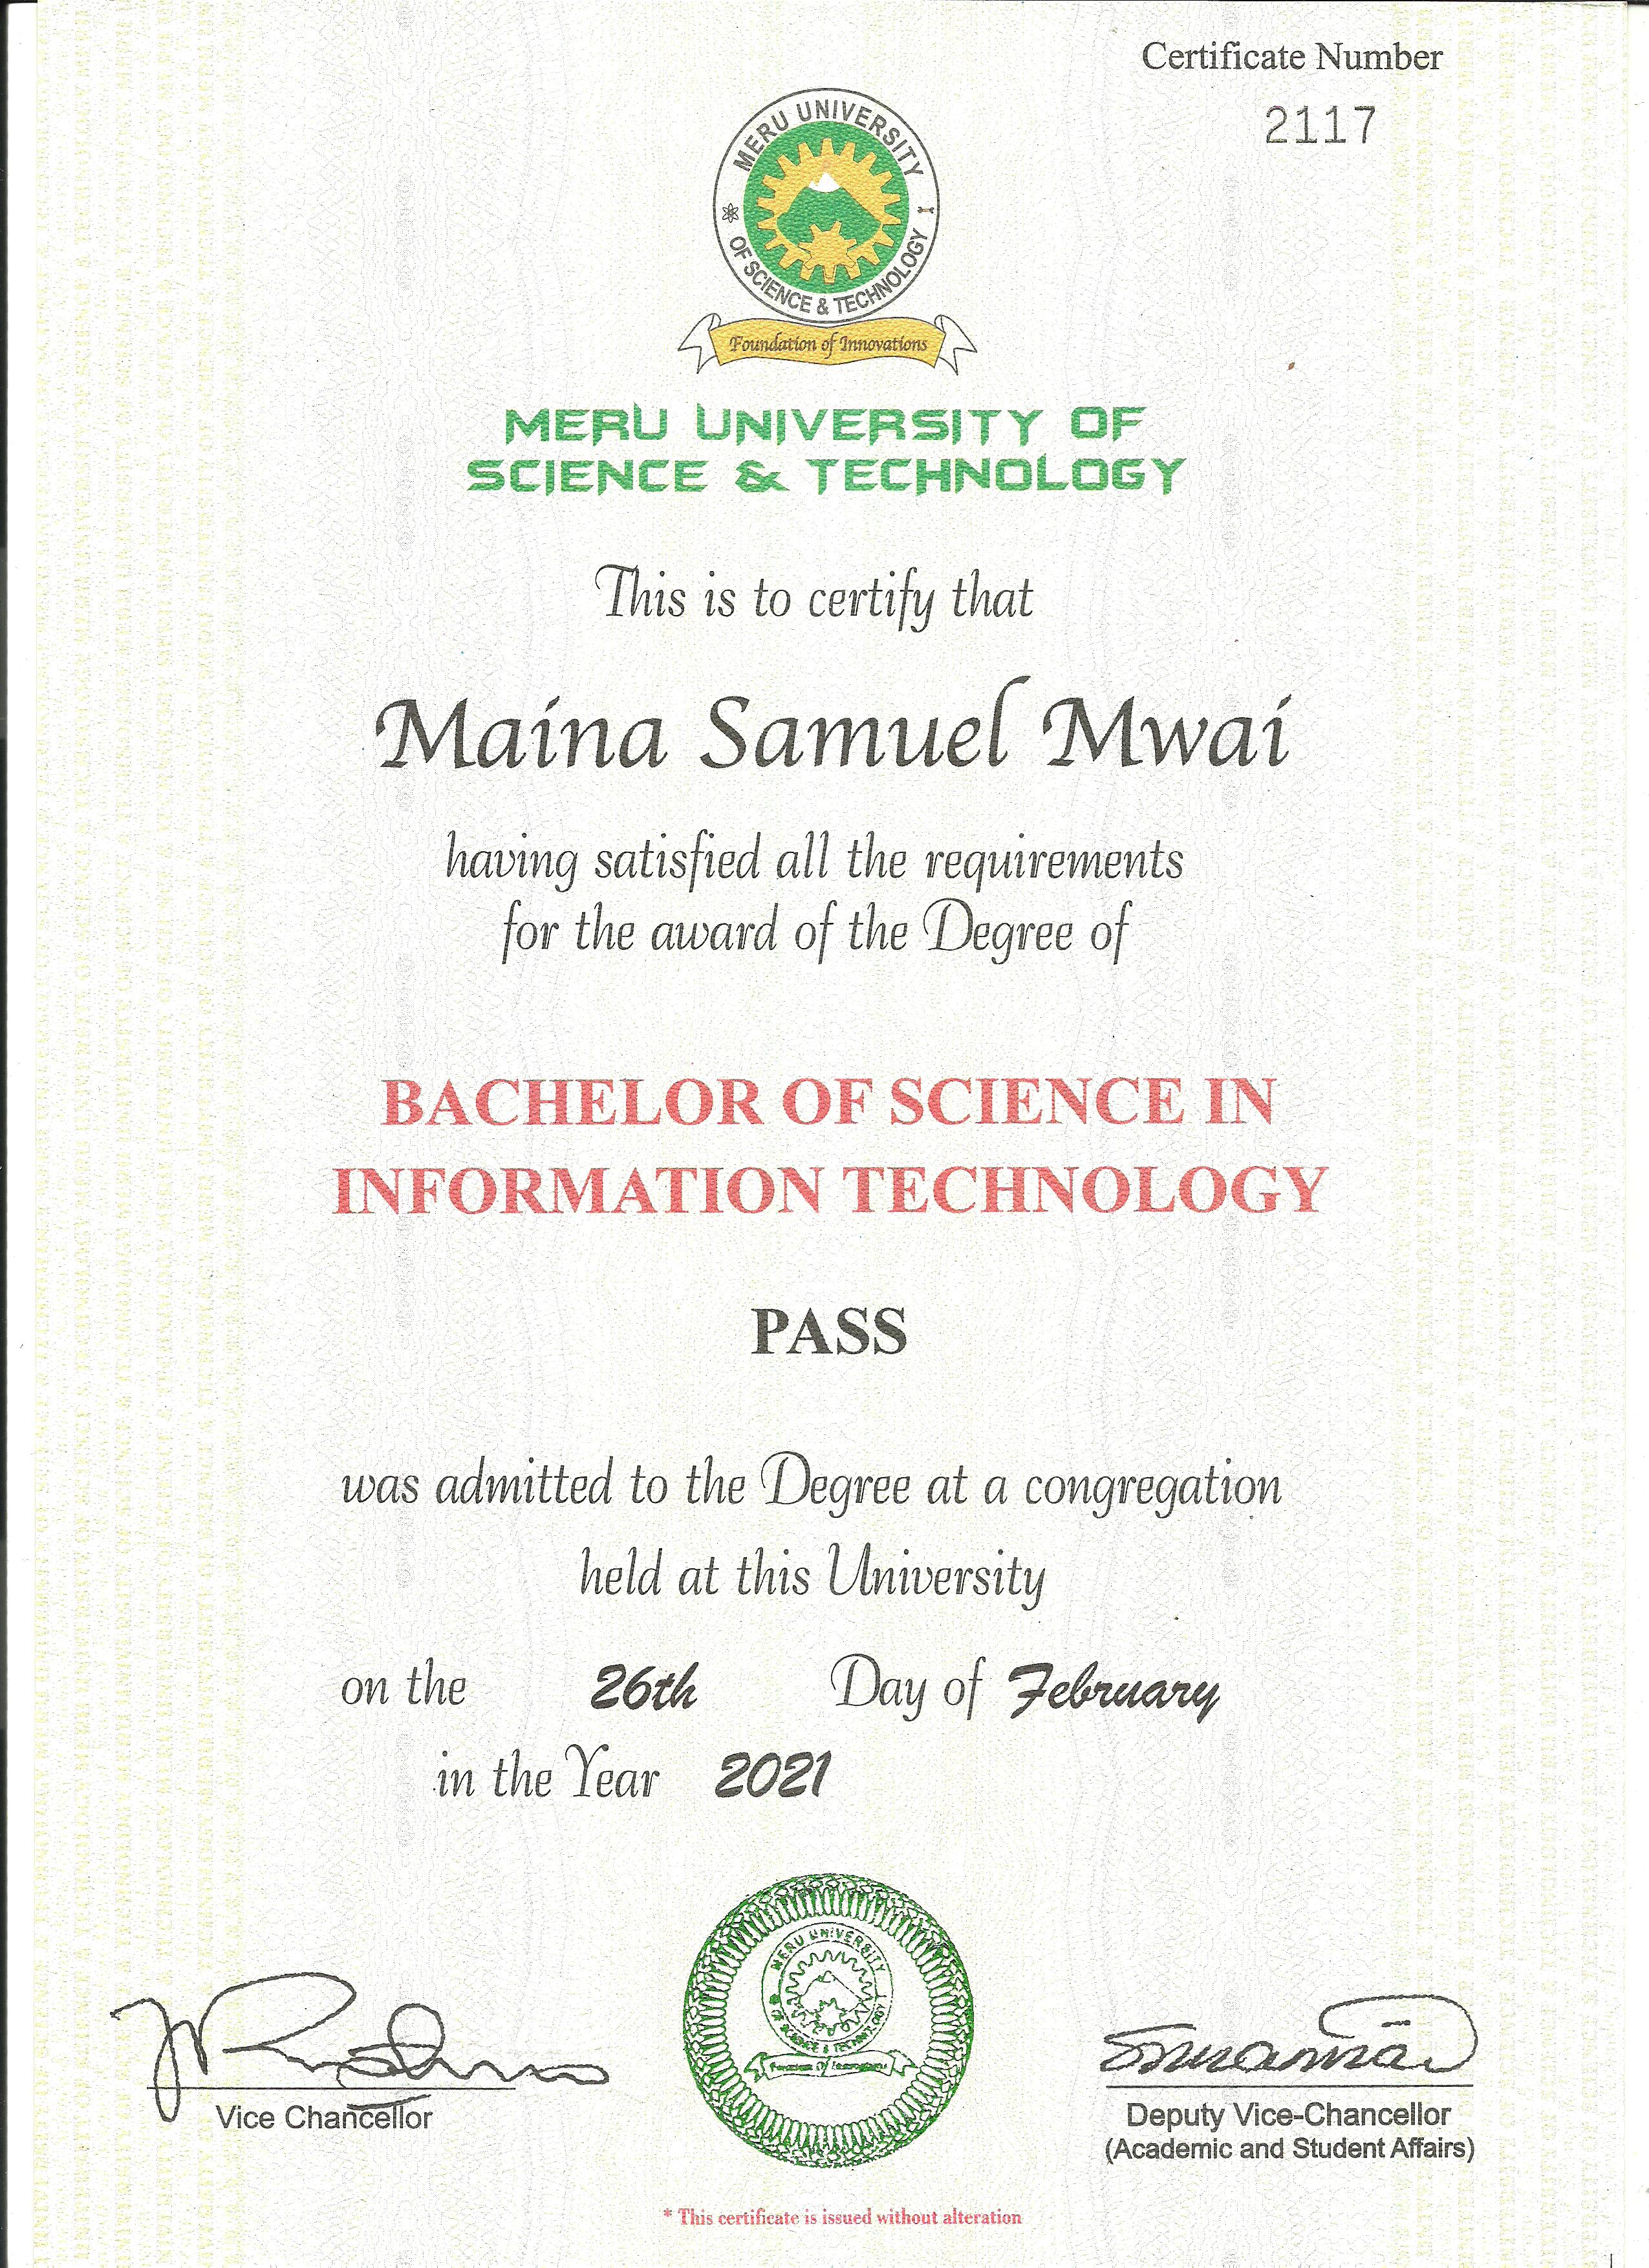 Certificate Number
2117
MERU UNIVERSITY
OF SCIENCE & TECHNOLOGY
Foundation of Innovations
MERU UNIVERSITY OF
SCIENCE & TECHNOLOGY
This is to certify that
Maina Samuel Mwai
having satisfied all the requirements
for the award of the Degree of
BACHELOR OF SCIENCE IN
INFORMATION TECHNOLOGY
PASS
was admitted to the Degree at a congregation
held at this University
on the 26th Day of February
in the Year 2021
MERU UNIVERSITY
OF SCIENCE & TECHNOLOGY
Vice Chancellor
Deputy Vice-Chancellor
(Academic and Student Affairs)
* This certificate is issued without alteration